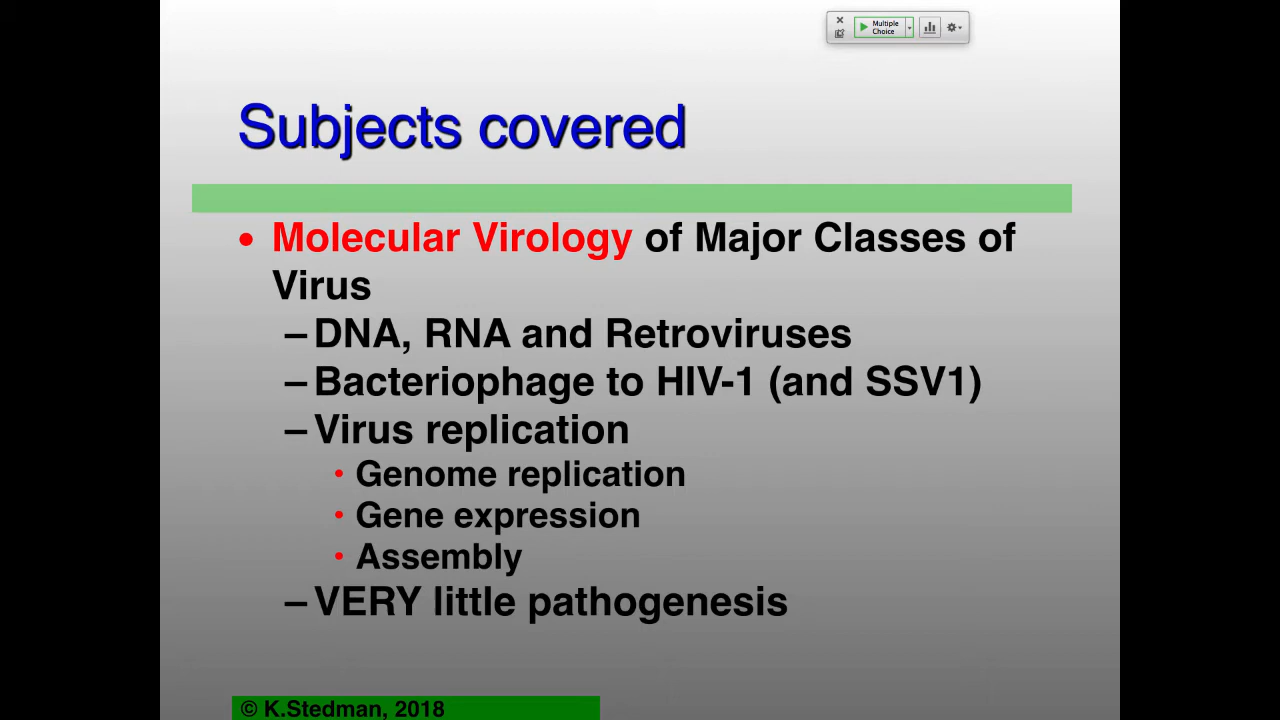 Multiple
Choice
Subjects covered
• Molecular Virology of Major Classes of
Virus
–DNA, RNA and Retroviruses
–Bacteriophage to HIV-1 (and SSV1)
–Virus replication
• Genome replication
• Gene expression
• Assembly
–VERY little pathogenesis
© K.Stedman, 2018